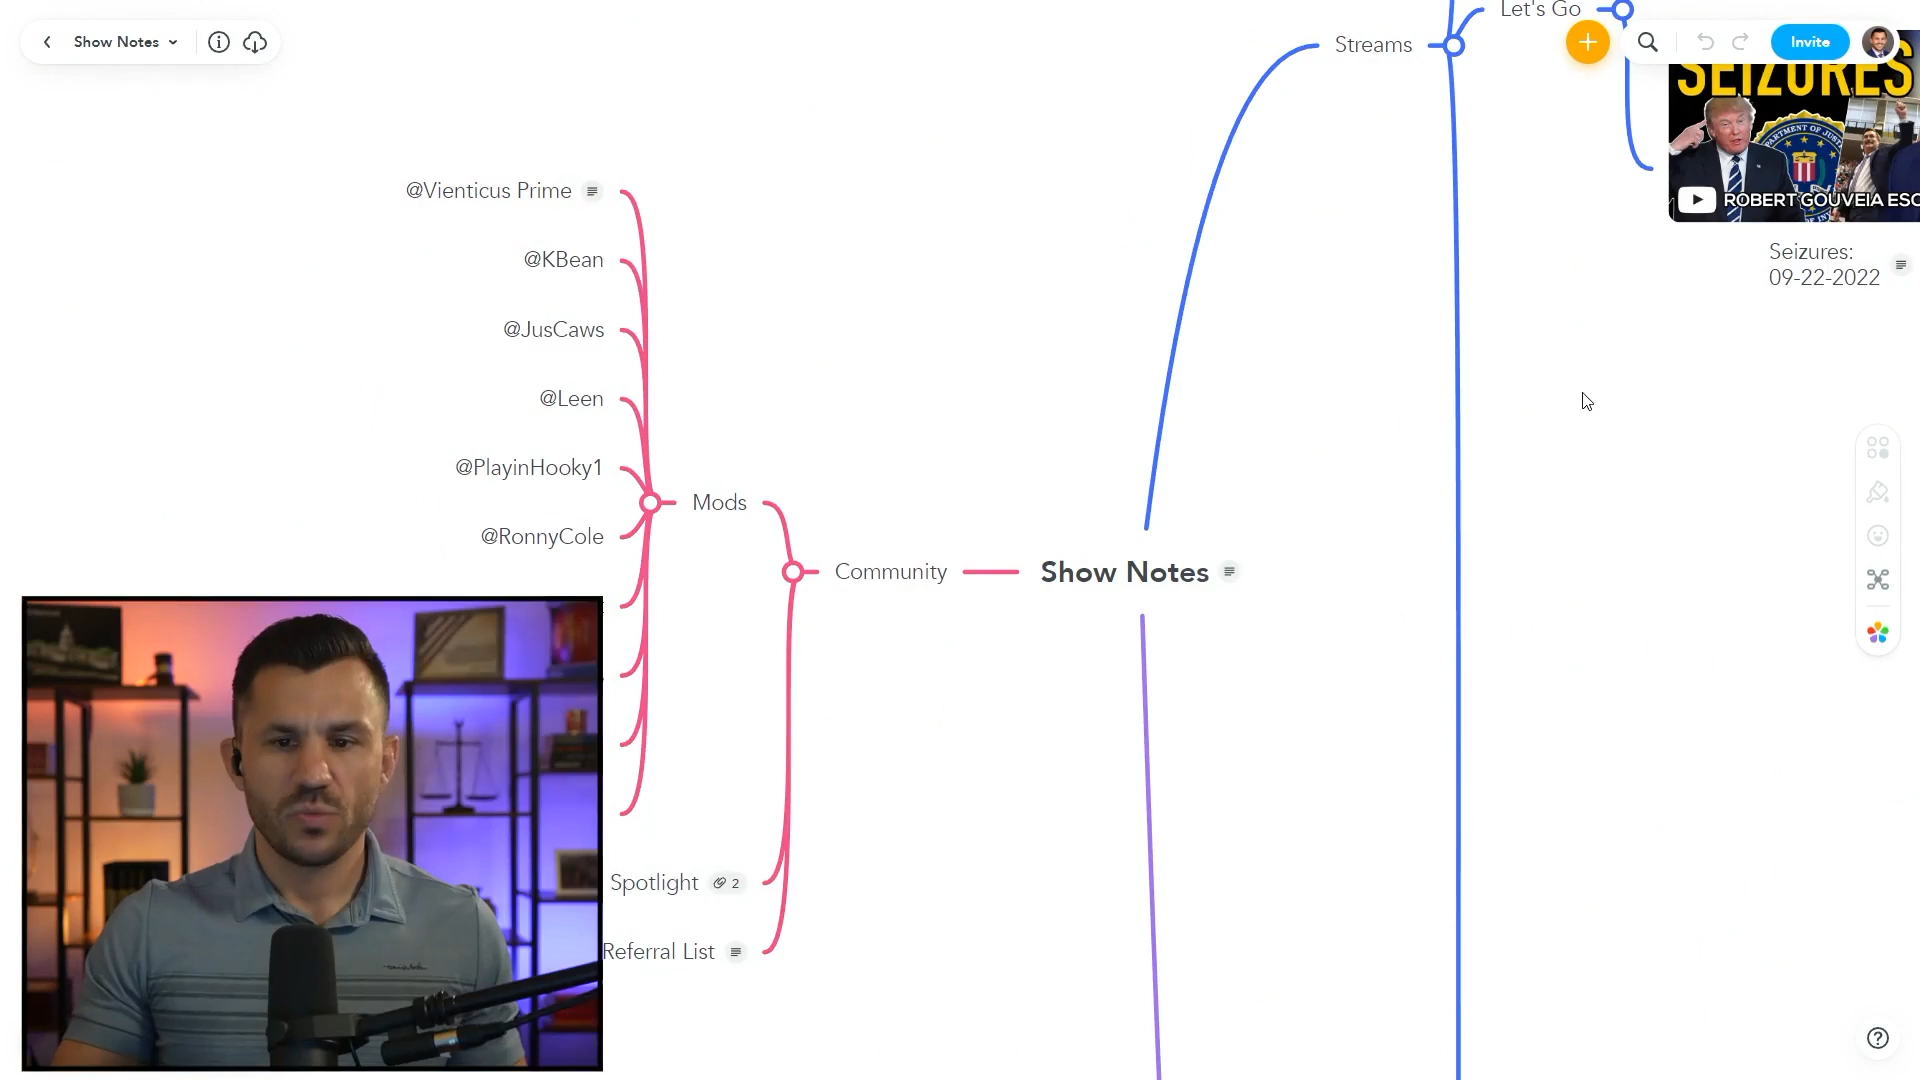 Show Notes
Let's Go
Streams
Invite
SEIZURES
ROBERT GOUVEIA ESQ
Seizures:
09-22-2022
@Vienticus Prime
@KBean
@JusCaws
@Leen
@PlayinHooky1
@RonnyCole
Mods
Community
Show Notes
Spotlight
2
Referral List